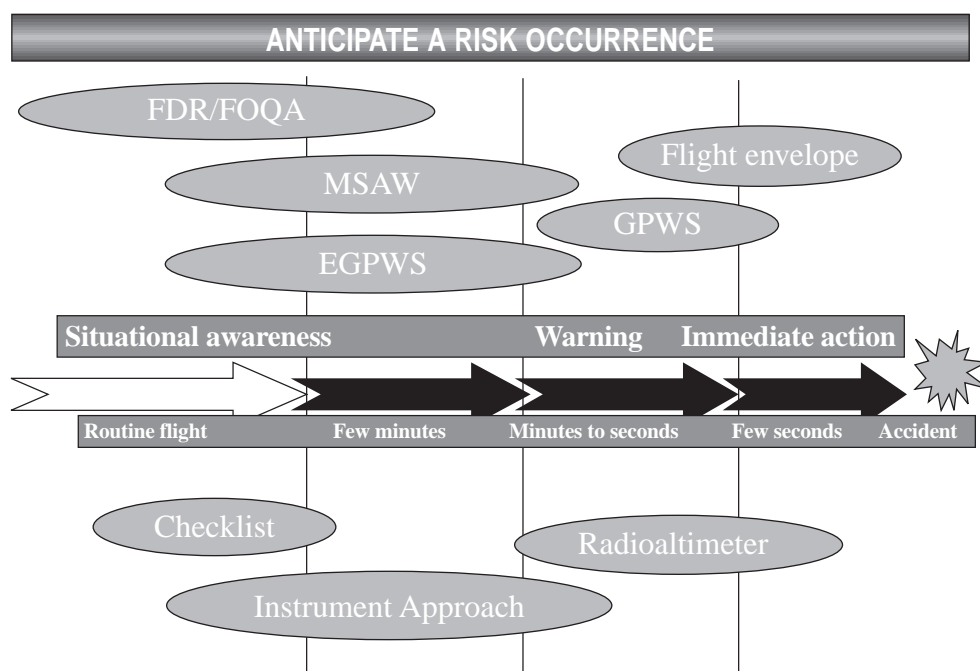 ANTICIPATE A RISK OCCURRENCE
FDR/FOQA
Flight envelope
MSAW
GPWS
EGPWS
Situational awareness Warning Immediate action
Routine flight Few minutes Minutes to seconds Few seconds Accident
Checklist
Radioaltimeter
Instrument Approach